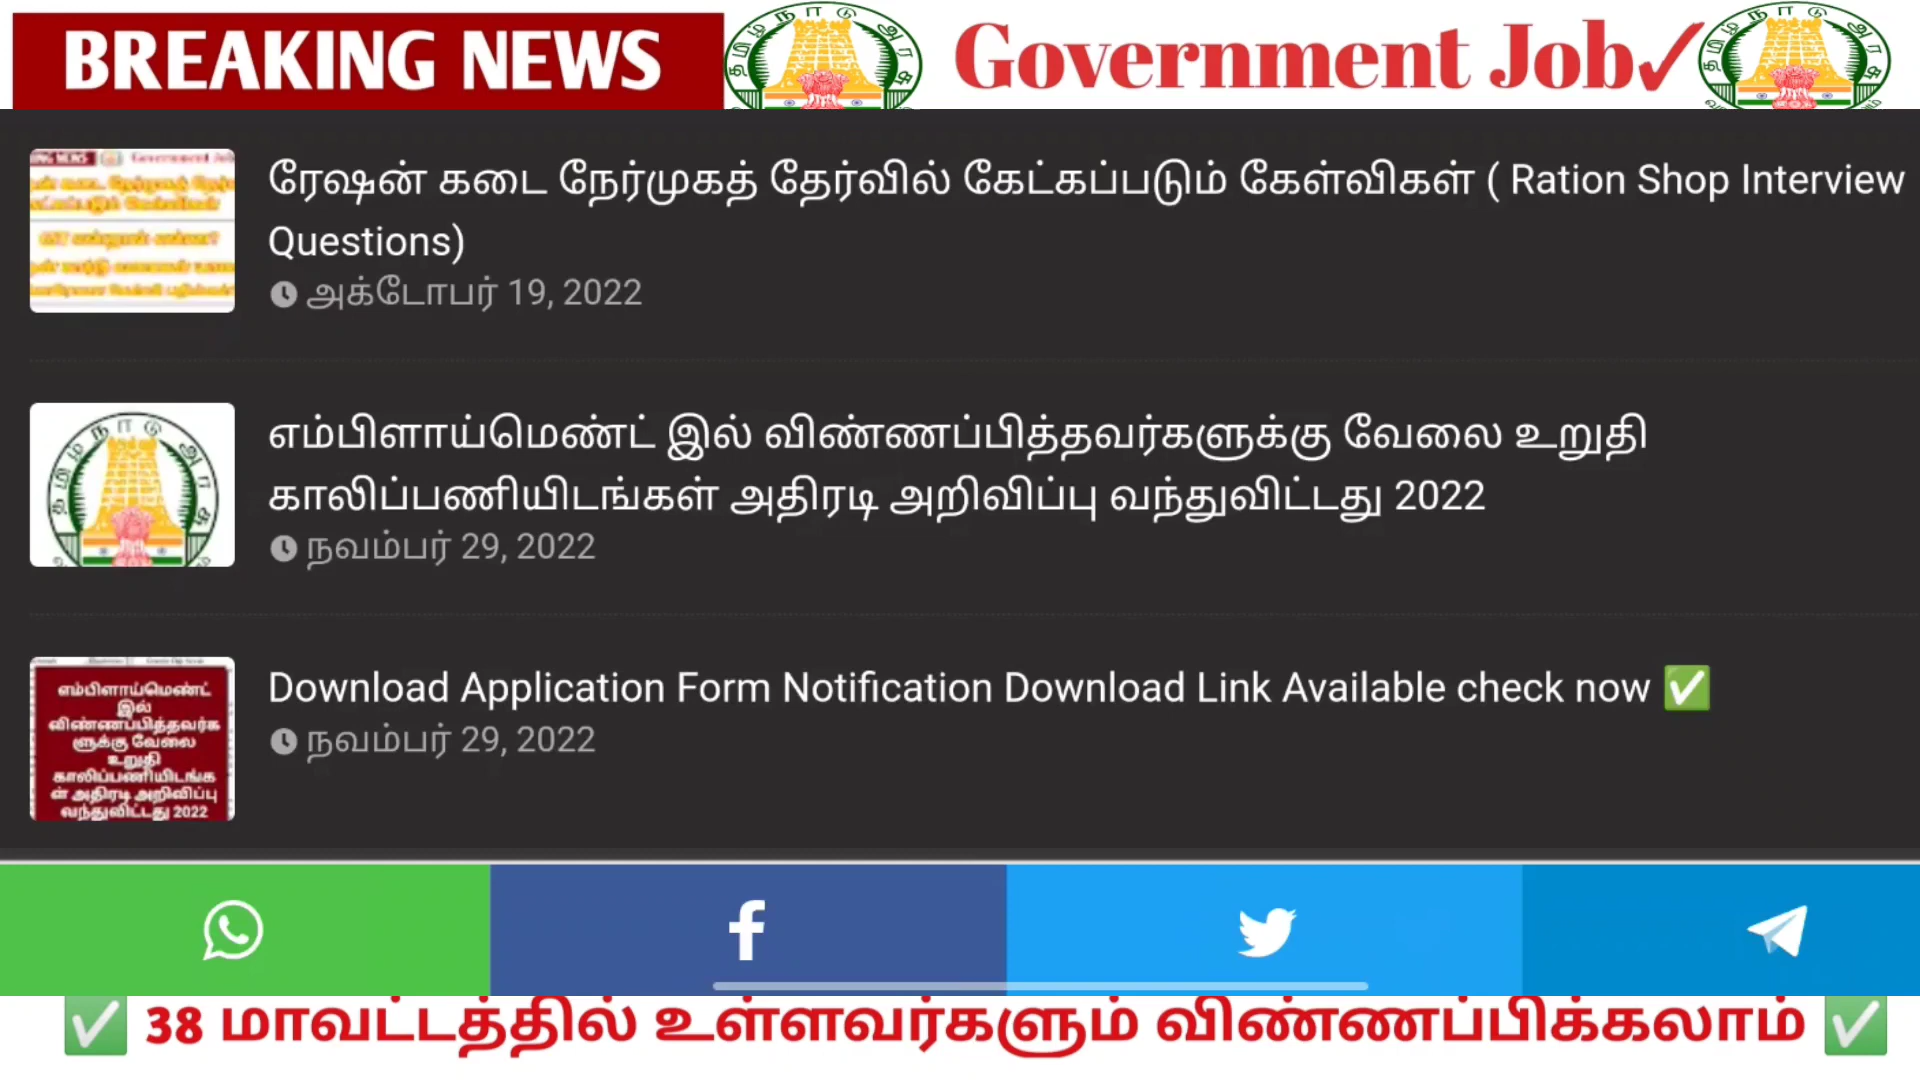 BREAKING NEWS
Government Job✓
ரேஷன் கடை நேர்முகத் தேர்வில் கேட்கப்படும் கேள்விகள் ( Ration Shop Interview
Questions)
அக்டோபர் 19, 2022
எம்பிளாய்மெண்ட் இல் விண்ணப்பித்தவர்களுக்கு வேலை உறுதி
காலிப்பணியிடங்கள் அதிரடி அறிவிப்பு வந்துவிட்டது 2022
நவம்பர் 29, 2022
எம்பிளாய்மெண்ட்
இல்
விண்ணப்பித்தவர்க
ளுக்கு வேலை
உறுதி
காலிப்பணியிடங்க
ள் அதிரடி அறிவிப்பு
வந்துவிட்டது 2022
Download Application Form Notification Download Link Available check now ✅
நவம்பர் 29, 2022
✅ 38 மாவட்டத்தில் உள்ளவர்களும் விண்ணப்பிக்கலாம் ✅